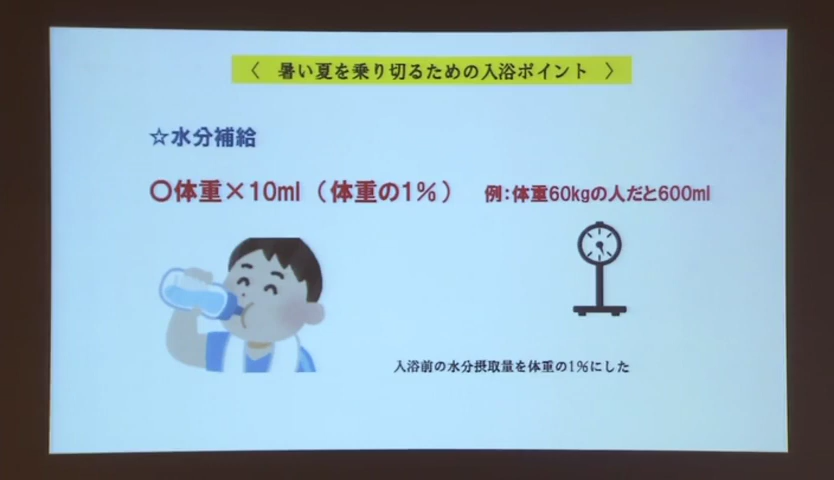 〈 暑い夏を乗り切るための入浴ポイント 〉
☆水分補給
〇体重×10ml（体重の1％） 例：体重60kgの人だと600ml
入浴前の水分摂取量を体重の1％にした